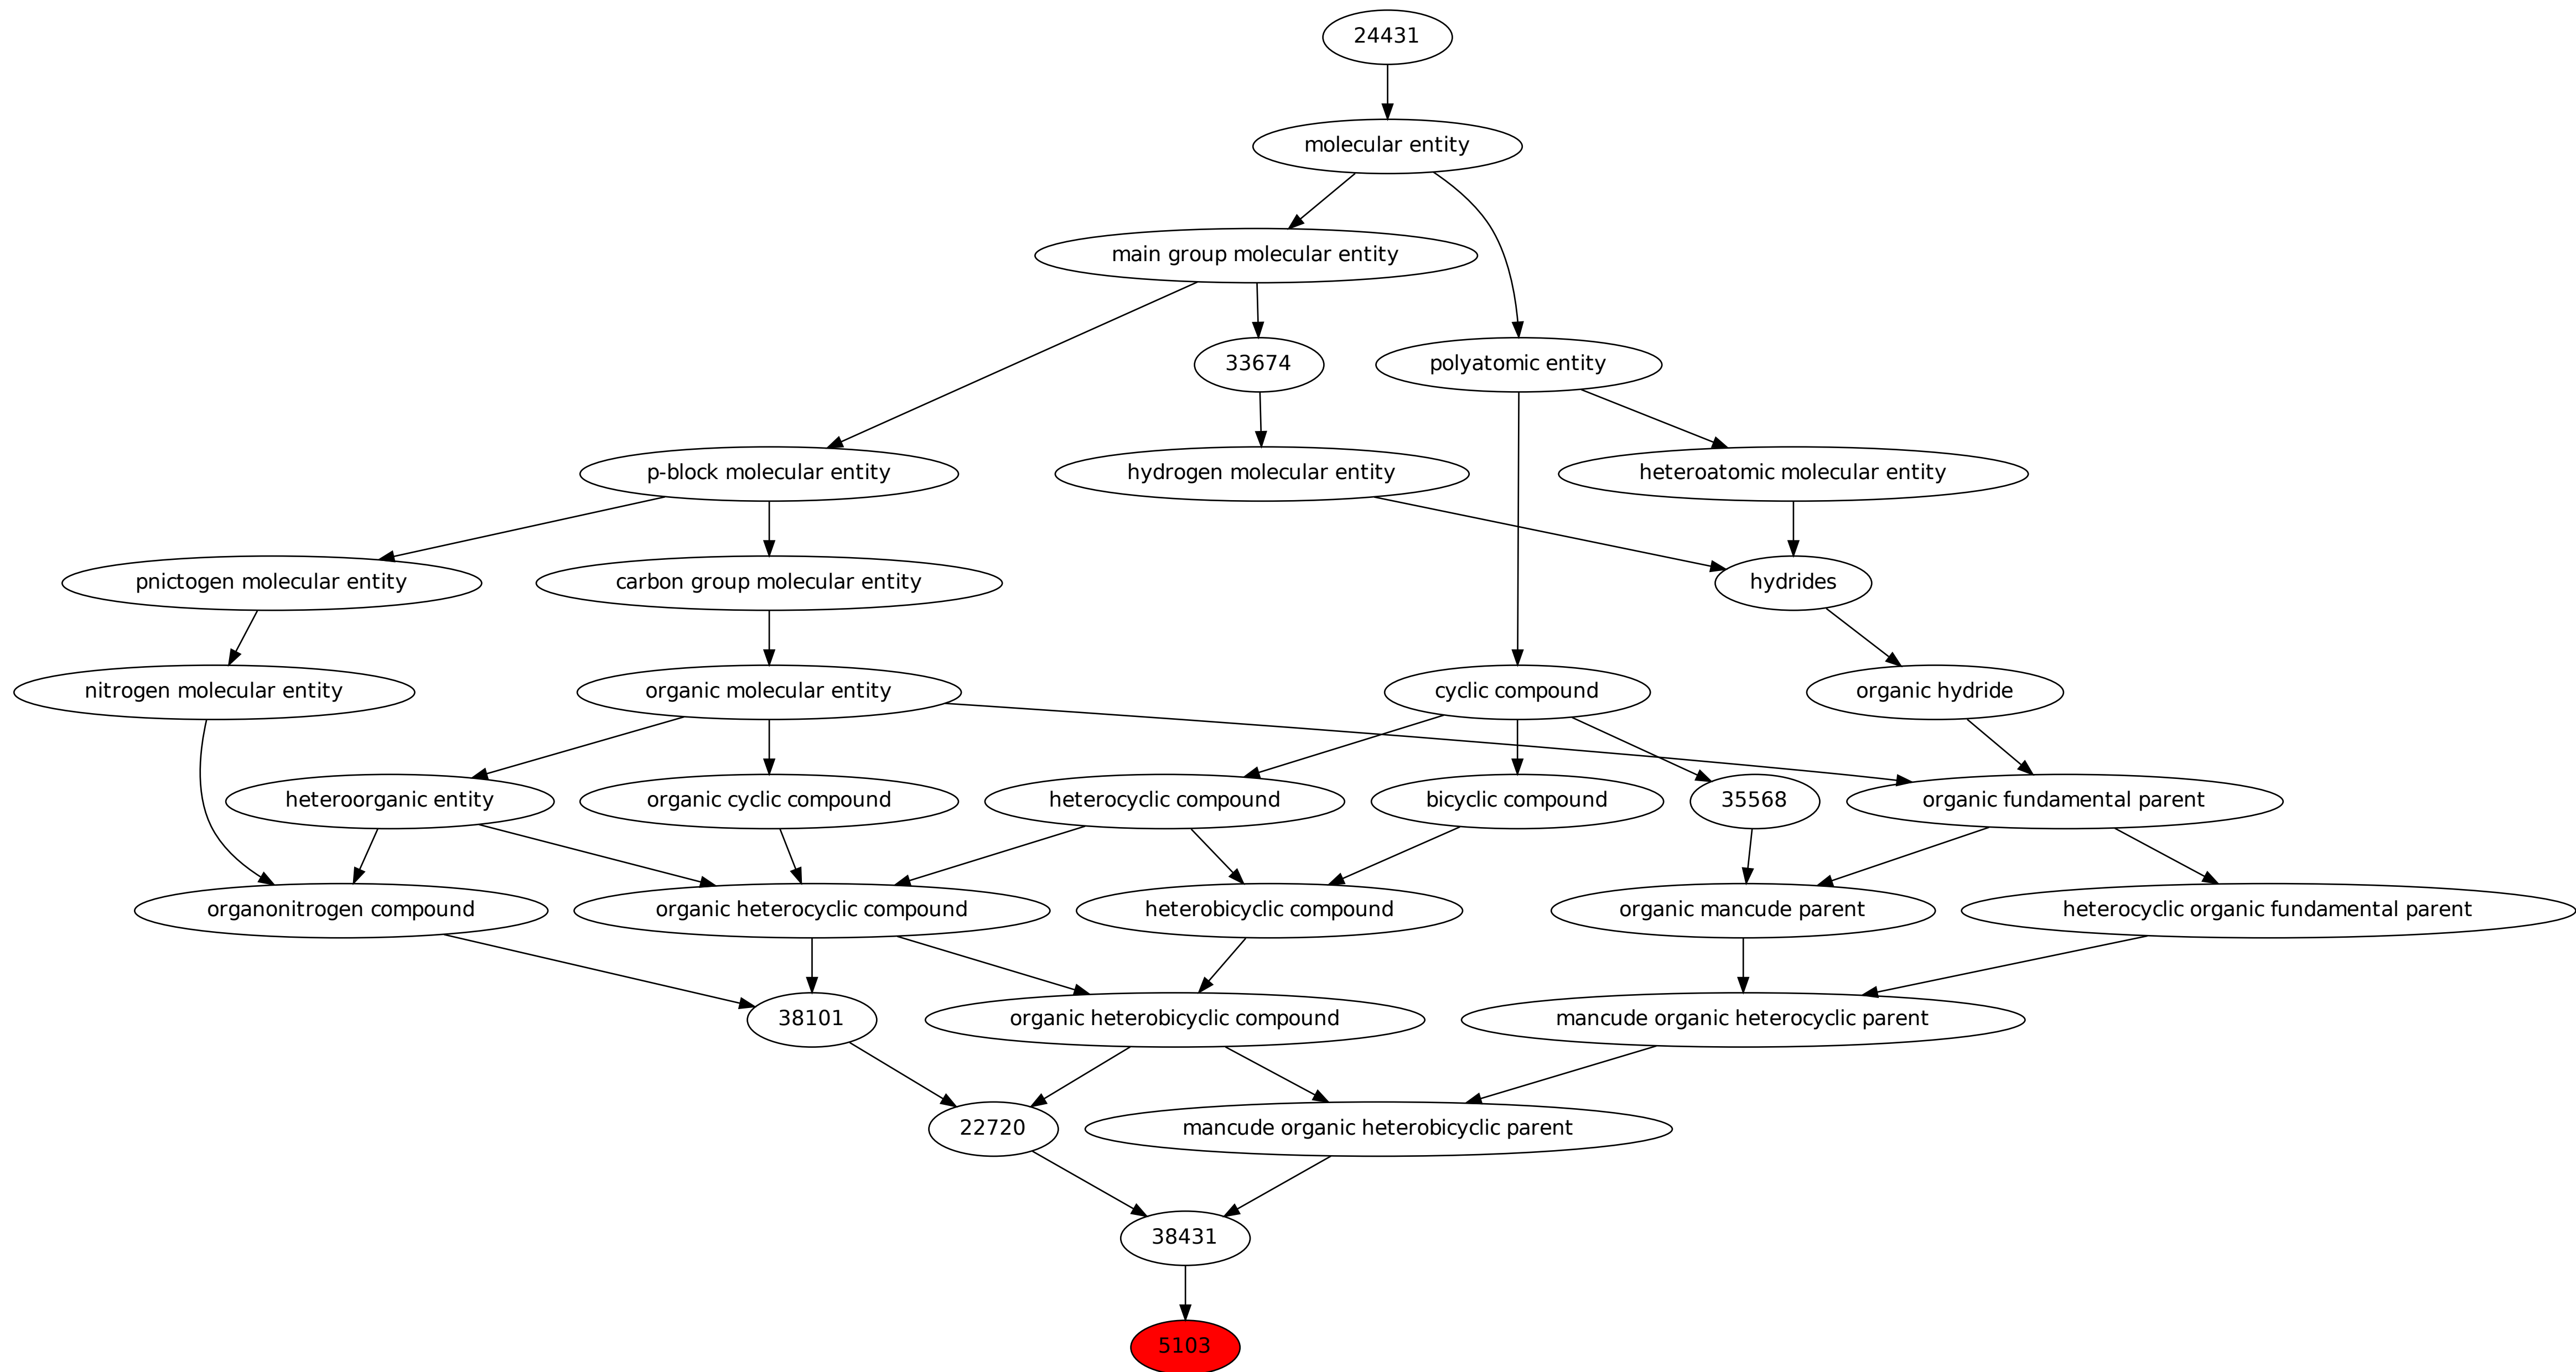 24431
molecular entity
main group molecular entity
33674
polyatomic entity
p-block molecular entity
hydrogen molecular entity
heteroatomic molecular entity
pnictogen molecular entity
carbon group molecular entity
hydrides
nitrogen molecular entity
organic molecular entity
cyclic compound
organic hydride
heteroorganic entity
organic cyclic compound
heterocyclic compound
bicyclic compound
35568
organic fundamental parent
organonitrogen compound
organic heterocyclic compound
heterobicyclic compound
organic mancude parent
heterocyclic organic fundamental parent
38101
organic heterobicyclic compound
mancude organic heterocyclic parent
22720
mancude organic heterobicyclic parent
38431
5103